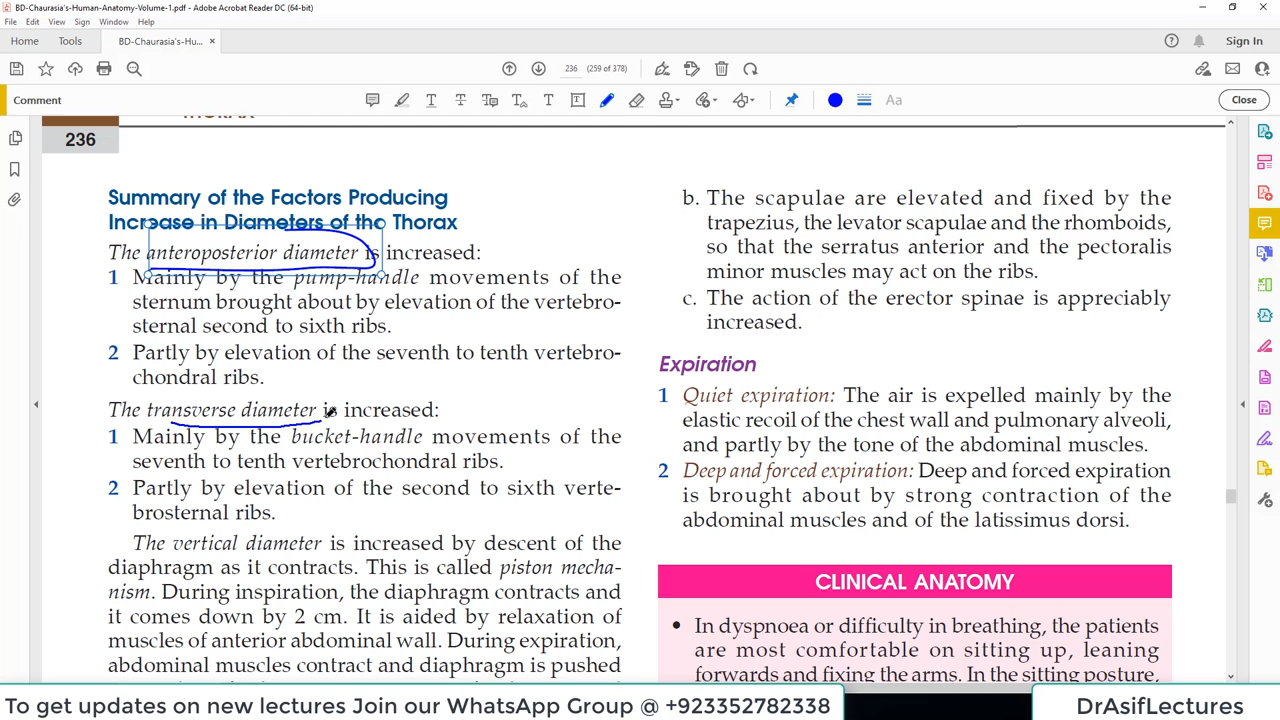 BD-Chaurasia's-Human-Anatomy-Volume-1.pdf - Adobe Acrobat Reader DC (64-bit)
File Edit View Sign Window Help
Home Tools BD-Chaurasia's-Hu... × Sign In
236 (259 of 378)
Comment Close
236
Summary of the Factors Producing
Increase in Diameters of the Thorax
The anteroposterior diameter is increased:
1 Mainly by the pump-handle movements of the
sternum brought about by elevation of the vertebro-
sternal second to sixth ribs.
2 Partly by elevation of the seventh to tenth vertebro-
chondral ribs.
The transverse diameter is increased:
1 Mainly by the bucket-handle movements of the
seventh to tenth vertebrochondral ribs.
2 Partly by elevation of the second to sixth verte-
brosternal ribs.
The vertical diameter is increased by descent of the
diaphragm as it contracts. This is called piston mecha-
nism. During inspiration, the diaphragm contracts and
it comes down by 2 cm. It is aided by relaxation of
muscles of anterior abdominal wall. During expiration,
abdominal muscles contract and diaphragm is pushed
b. The scapulae are elevated and fixed by the
trapezius, the levator scapulae and the rhomboids,
so that the serratus anterior and the pectoralis
minor muscles may act on the ribs.
c. The action of the erector spinae is appreciably
increased.
Expiration
1 Quiet expiration: The air is expelled mainly by the
elastic recoil of the chest wall and pulmonary alveoli,
and partly by the tone of the abdominal muscles.
2 Deep and forced expiration: Deep and forced expiration
is brought about by strong contraction of the
abdominal muscles and of the latissimus dorsi.
CLINICAL ANATOMY
• In dyspnoea or difficulty in breathing, the patients
are most comfortable on sitting up, leaning
forwards and fixing the arms. In the sitting posture,
To get updates on new lectures Join our WhatsApp Group @ +923352782338
DrAsifLectures